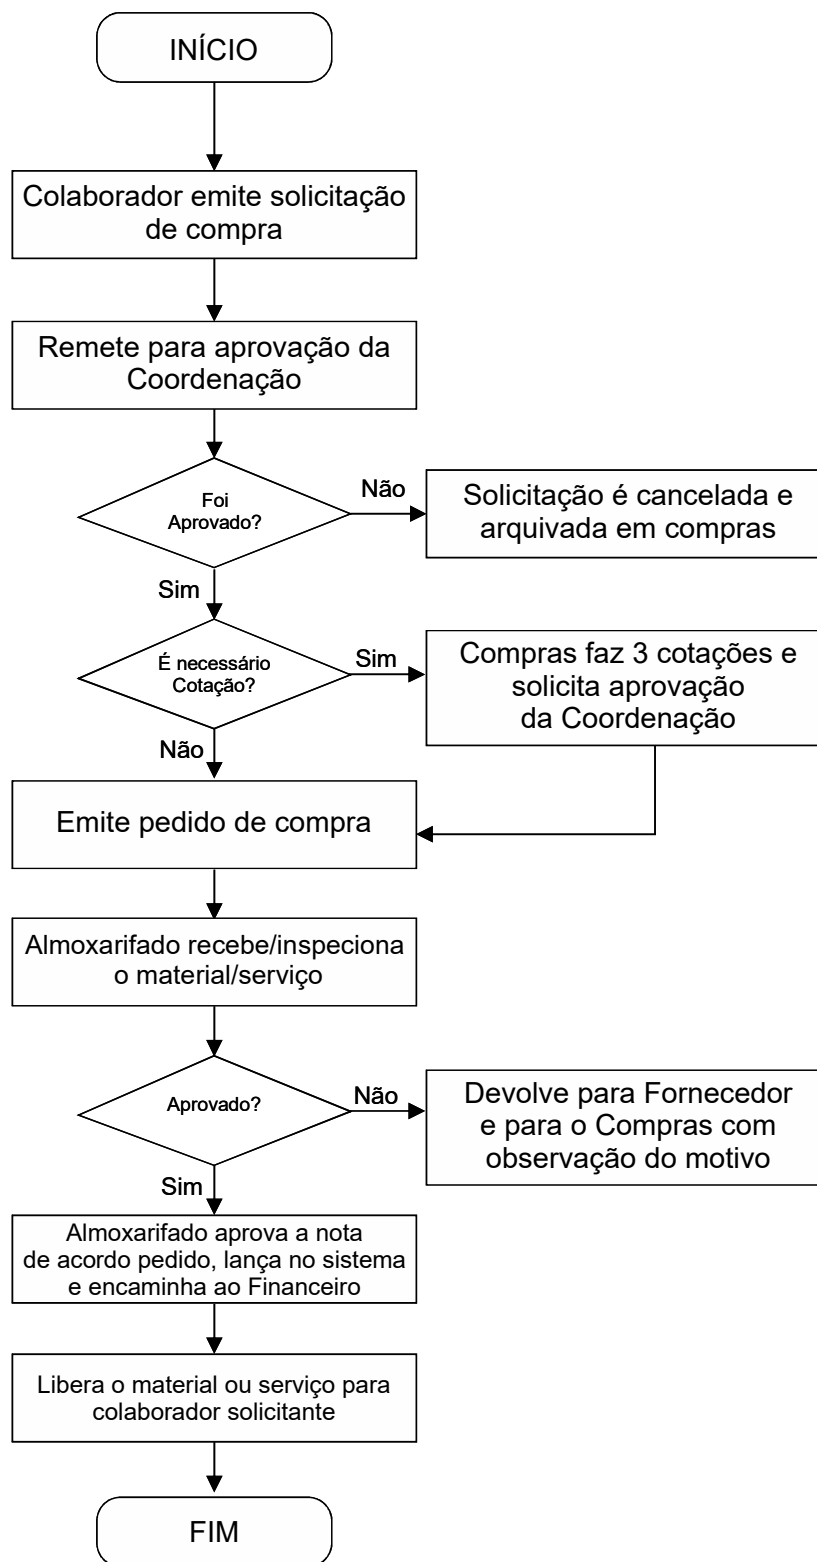 INÍCIO
Colaborador emite solicitação
de compra
Remete para aprovação da
Coordenação
Foi
Aprovado?
Não
Solicitação é cancelada e
arquivada em compras
Sim
É necessário
Cotação?
Sim
Compras faz 3 cotações e
solicita aprovação
da Coordenação
Não
Emite pedido de compra
Almoxarifado recebe/inspeciona
o material/serviço
Aprovado?
Não
Devolve para Fornecedor
e para o Compras com
observação do motivo
Sim
Almoxarifado aprova a nota
de acordo pedido, lança no sistema
e encaminha ao Financeiro
Libera o material ou serviço para
colaborador solicitante
FIM